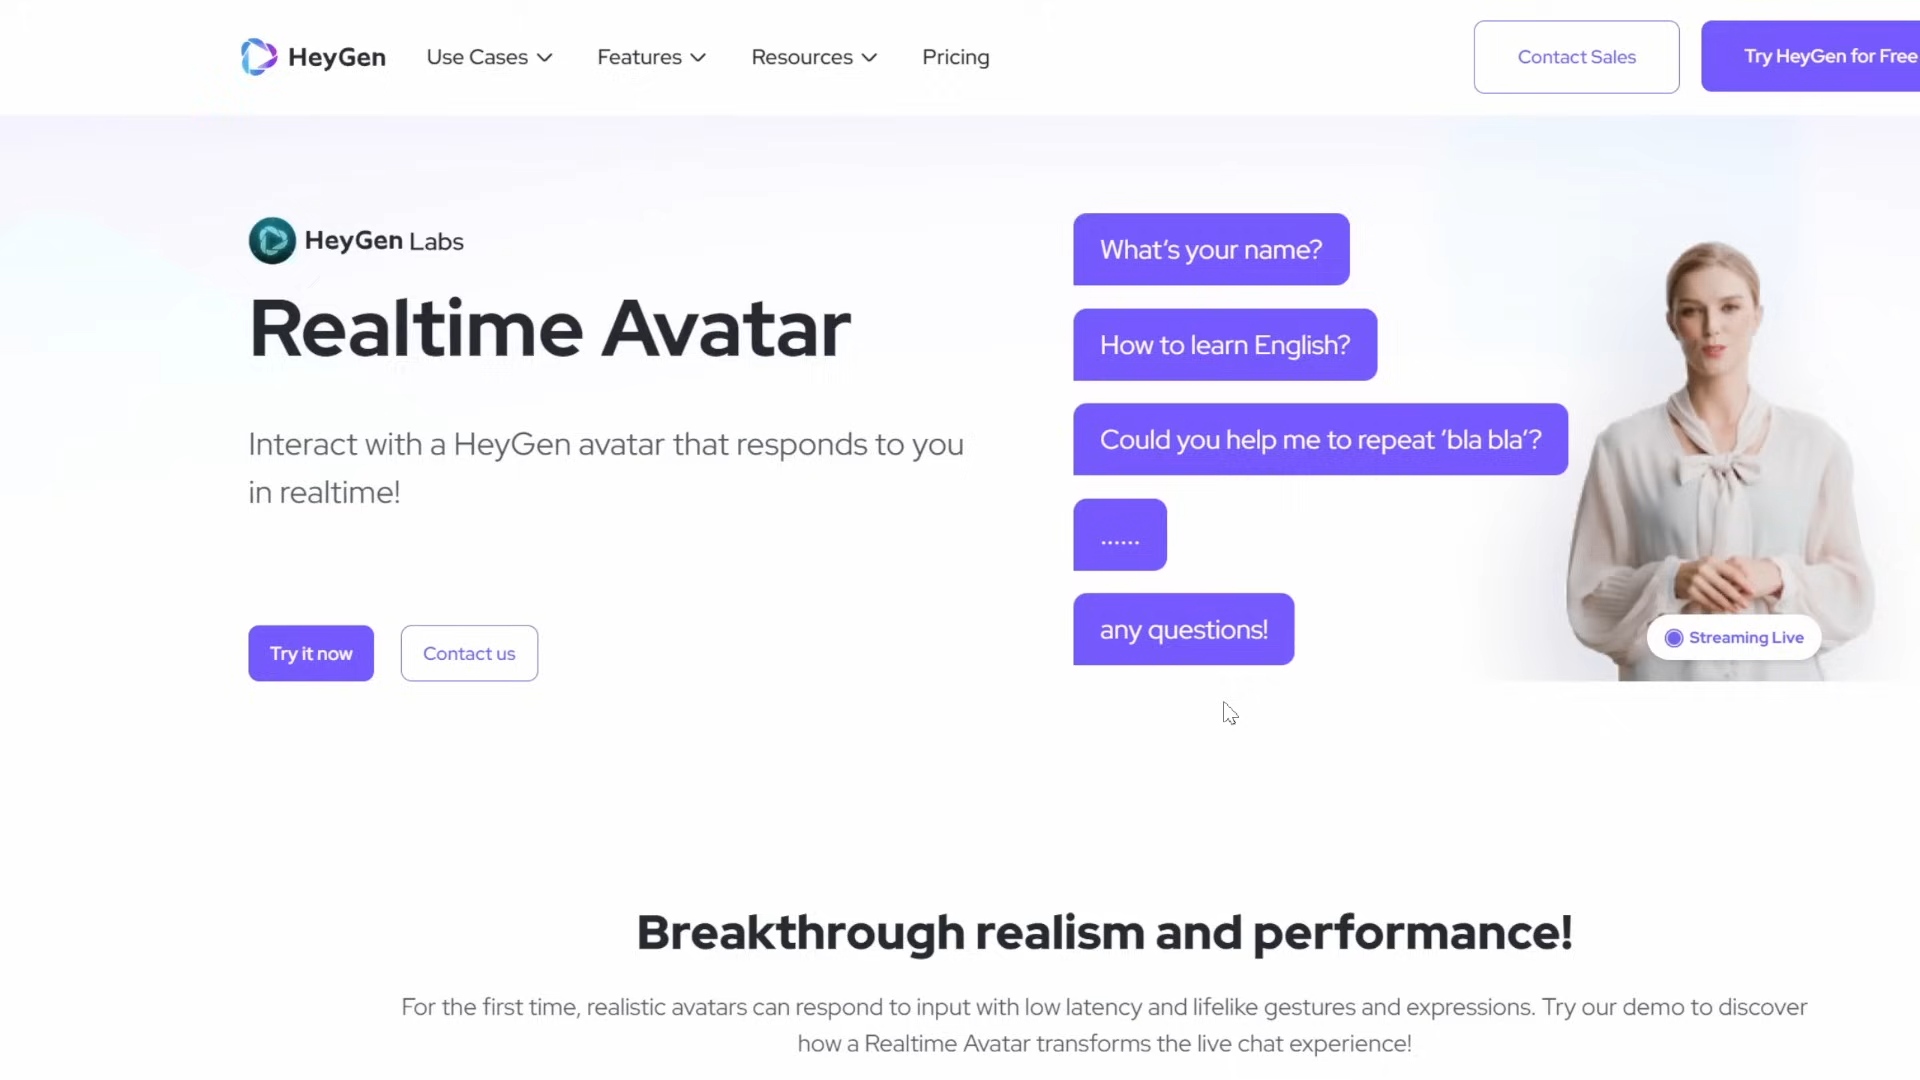 HeyGen
Use Cases
Features
Resources
Pricing
Contact Sales
Try HeyGen for Free
HeyGen Labs
Realtime Avatar
Interact with a HeyGen avatar that responds to you
in realtime!
Try it now
Contact us
What's your name?
How to learn English?
Could you help me to repeat ‘bla bla’?
......
any questions!
Streaming Live
Breakthrough realism and performance!
For the first time, realistic avatars can respond to input with low latency and lifelike gestures and expressions. Try our demo to discover
how a Realtime Avatar transforms the live chat experience!